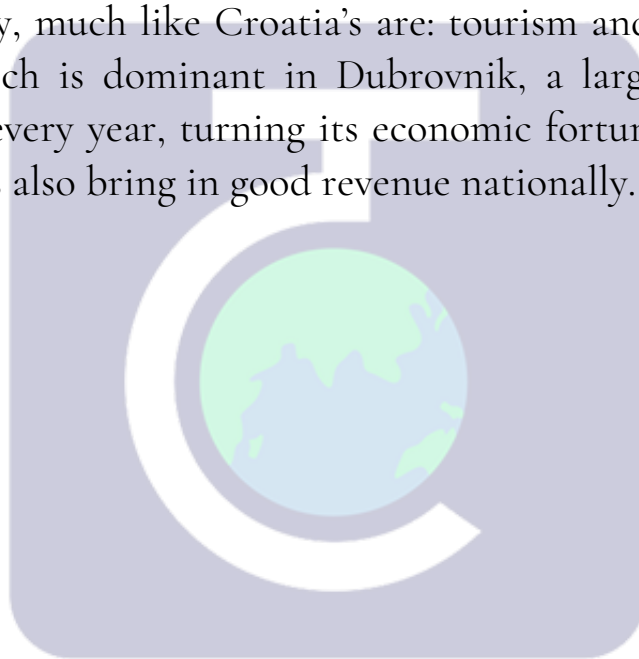 much like Croatia's are: tourism and
is dominant in Dubrovnik, a
every year, turning its economic
also bring in good revenue nationally.